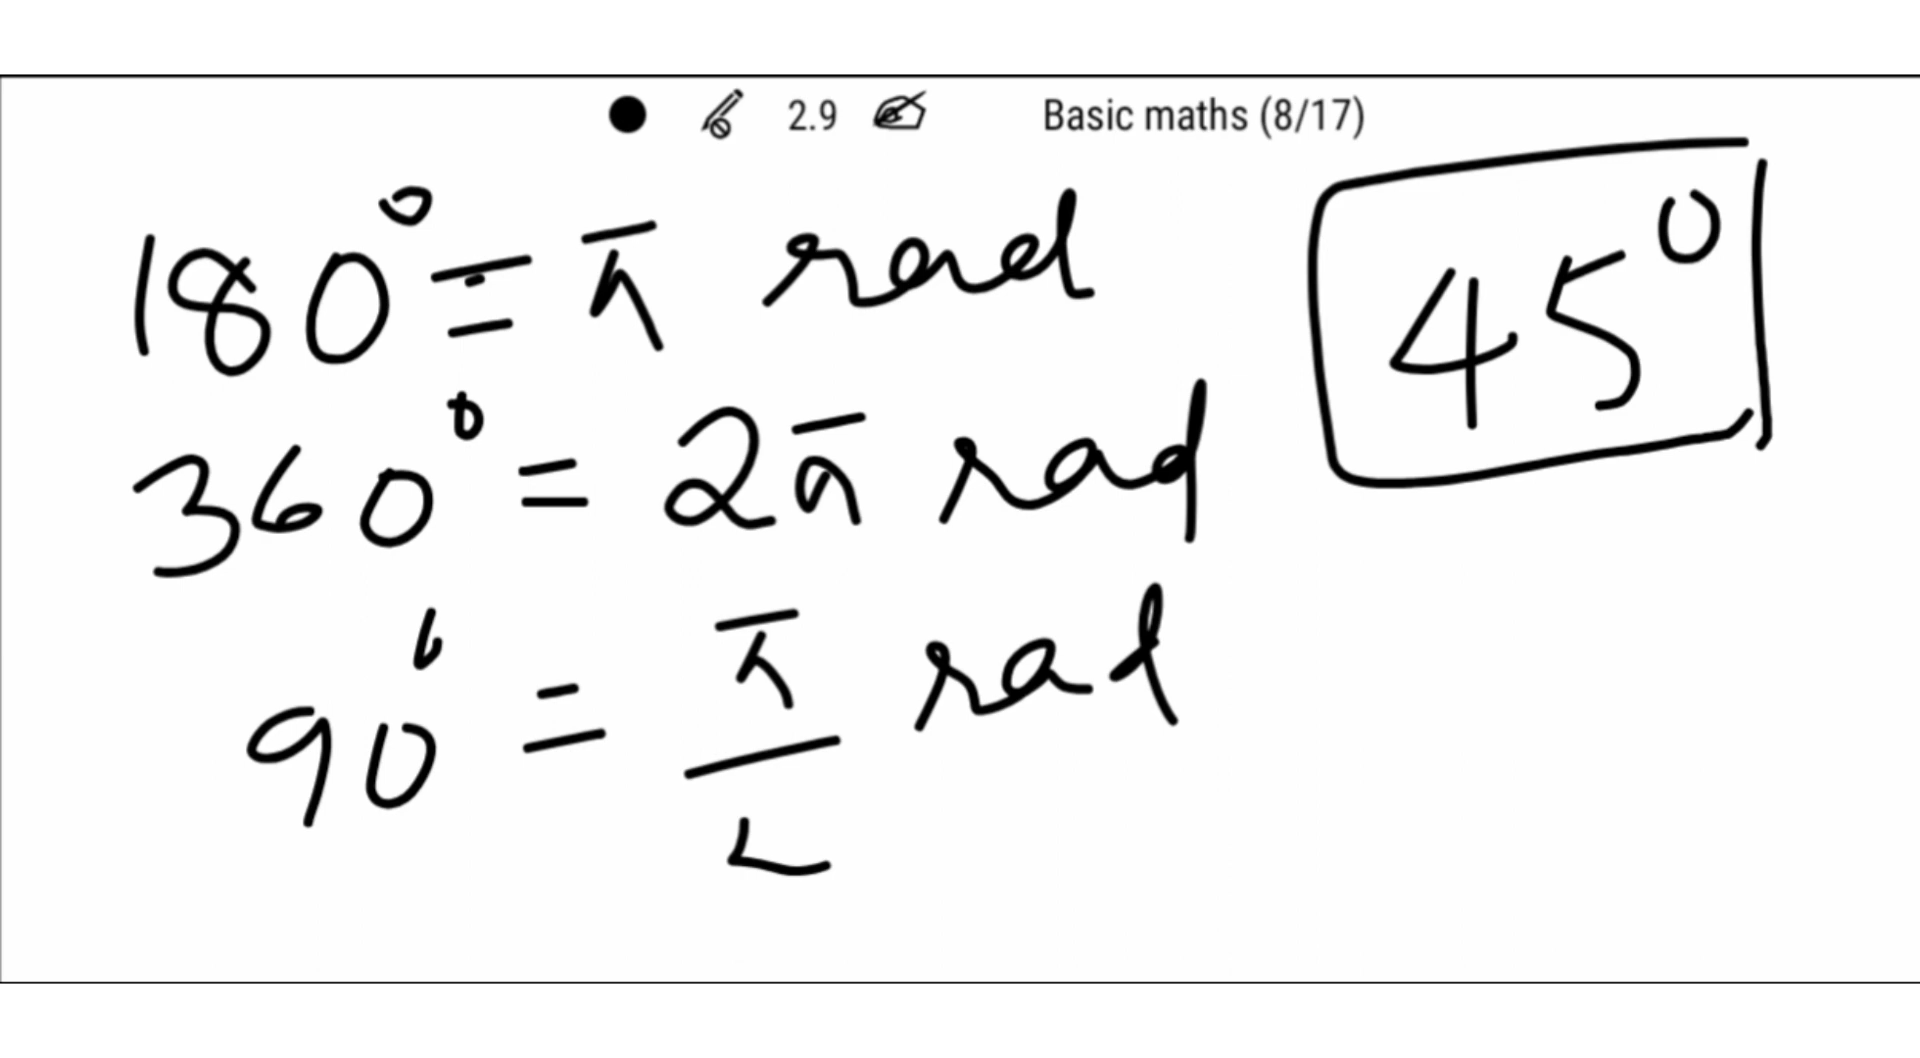 2.9 Basic maths (8/17)
180° = π rad
45°
360° = 2π rad
90° = π/2 rad